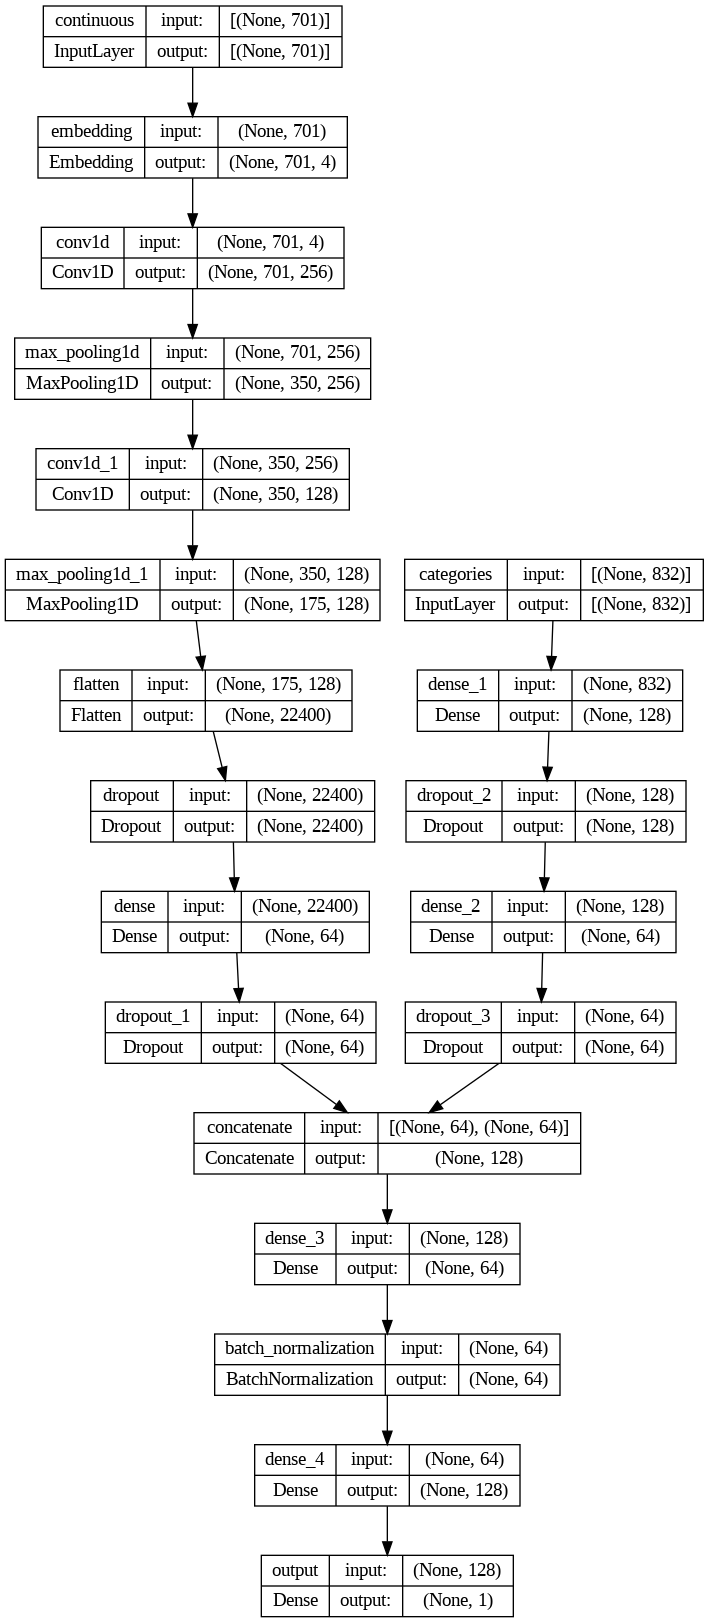 continuous input: [(None, 701)]
InputLayer output: [(None, 701)]
embedding input: (None, 701)
Embedding output: (None, 701, 4)
conv1d input: (None, 701, 4)
Conv1D output: (None, 701, 256)
max_pooling1d input: (None, 701, 256)
MaxPooling1D output: (None, 350, 256)
conv1d_1 input: (None, 350, 256)
Conv1D output: (None, 350, 128)
max_pooling1d_1 input: (None, 350, 128)
MaxPooling1D output: (None, 175, 128)
categories input: [(None, 832)]
InputLayer output: [(None, 832)]
flatten input: (None, 175, 128)
Flatten output: (None, 22400)
dense_1 input: (None, 832)
Dense output: (None, 128)
dropout input: (None, 22400)
Dropout output: (None, 22400)
dropout_2 input: (None, 128)
Dropout output: (None, 128)
dense input: (None, 22400)
Dense output: (None, 64)
dense_2 input: (None, 128)
Dense output: (None, 64)
dropout_1 input: (None, 64)
Dropout output: (None, 64)
dropout_3 input: (None, 64)
Dropout output: (None, 64)
concatenate input: [(None, 64), (None, 64)]
Concatenate output: (None, 128)
dense_3 input: (None, 128)
Dense output: (None, 64)
batch_normalization input: (None, 64)
BatchNormalization output: (None, 64)
dense_4 input: (None, 64)
Dense output: (None, 128)
output input: (None, 128)
Dense output: (None, 1)